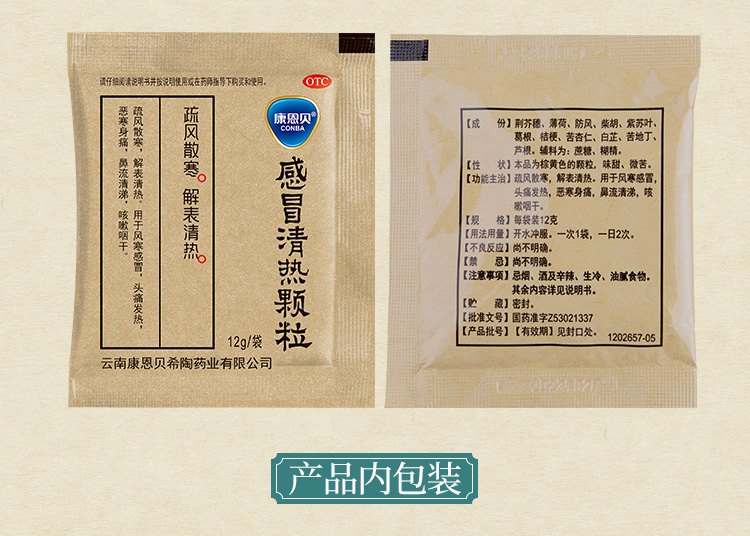 请仔细阅读说明书并按说明使用或在药师指导下购买和使用。
OTC
康恩贝®
CONBA
感冒清热颗粒
疏风散寒。解表清热。
疏风散寒，解表清热。用于风寒感冒，头痛发热，
恶寒身痛，鼻流清涕，咳嗽咽干。
12g/袋
云南康恩贝希陶药业有限公司
【成份】荆芥穗、薄荷、防风、柴胡、紫苏叶、
葛根、桔梗、苦杏仁、白芷、苦地丁、
芦根。辅料为：蔗糖、糊精。
【性状】本品为棕黄色的颗粒，味甜、微苦。
【功能主治】疏风散寒，解表清热。用于风寒感冒，
头痛发热，恶寒身痛，鼻流清涕，咳
嗽咽干。
【规格】每袋装12克
【用法用量】开水冲服。一次1袋，一日2次。
【不良反应】尚不明确。
【禁忌】尚不明确。
【注意事项】忌烟、酒及辛辣、生冷、油腻食物。
其余内容详见说明书。
【贮藏】密封。
【批准文号】国药准字Z53021337
【产品批号】【有效期】见封口处。
1202657-05
产品内包装